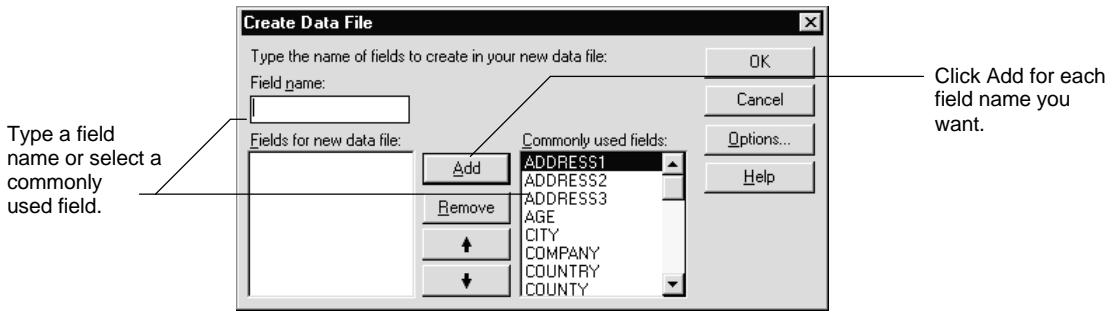 Create Data File
Type the name of fields to create in your new data file:
Field name:
Fields for new data file:
Add
Remove
Commonly used fields:
ADDRESS1
ADDRESS2
ADDRESS3
AGE
CITY
COMPANY
COUNTRY
COUNTY
OK
Cancel
Options...
Help
Type a field
name or select a
commonly
used field.
Click Add for each
field name you
want.